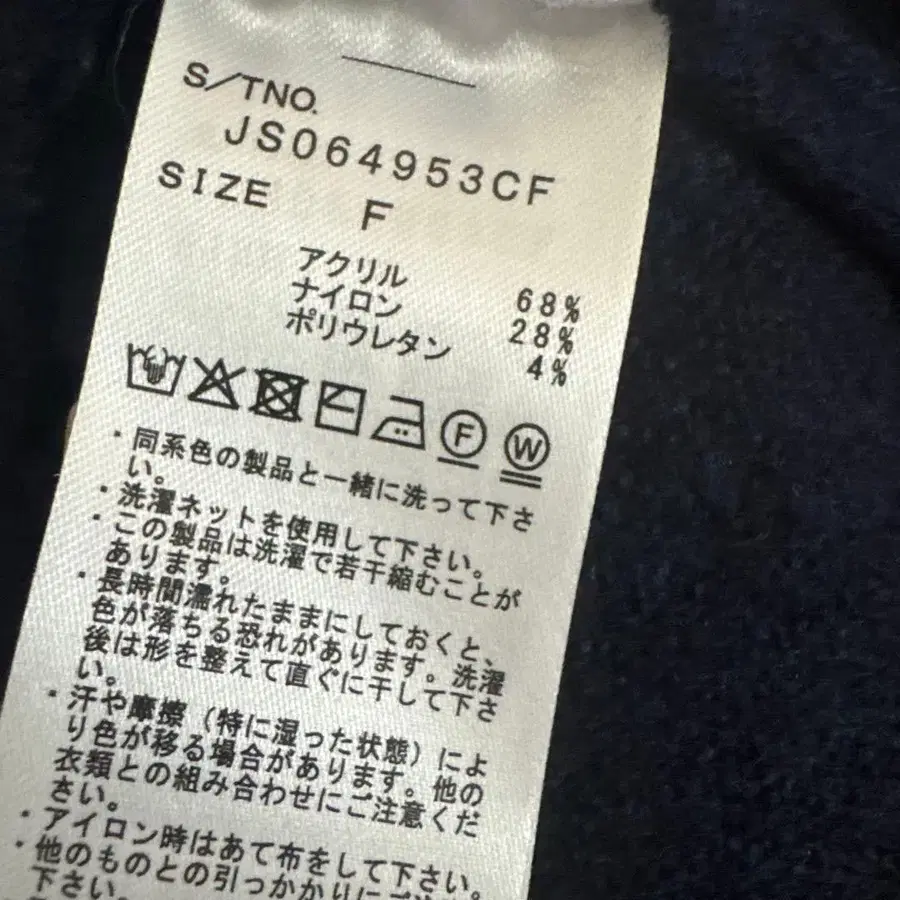 S/TNO.
JS064953CF
SIZE F
アクリル 68%
ナイロン 28%
ポリウレタン 4%
F W
・同系色の製品と一緒に洗って下さ
い。
・洗濯ネットを使用して下さい。
・この製品は洗濯で若干縮むことが
あります。
・長時間濡れたままにしておくと、
色が落ちる恐れがあります。洗濯
後は形を整えて直ぐに干して下さ
い。
・汗や摩擦（特に湿った状態）によ
り色が移る場合があります。他の
衣類との組み合わせにご注意くだ
さい。
・アイロン時はあて布をして下さい。
・他のものとの引っかかりにご
下さい。